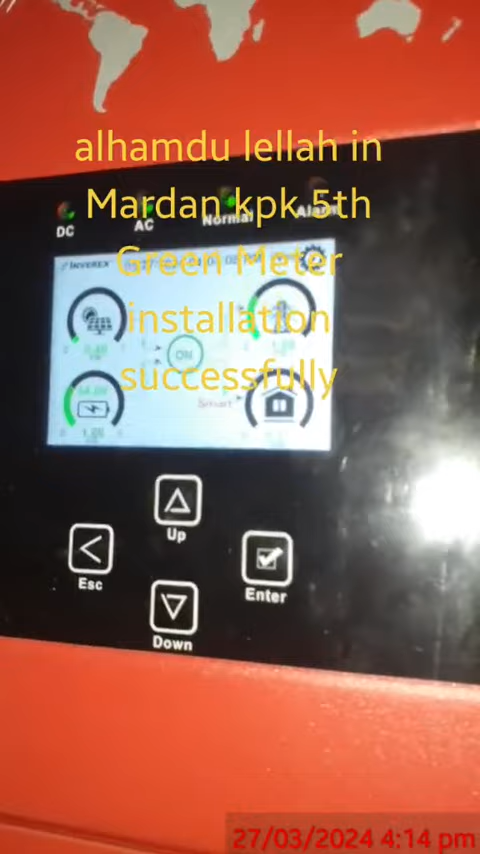 alhamdu lellah in
Mardan kpk 5th
Green Meter
installation
successfully
DC
AC
Normal
Alarm
INVEREX
ON
Smart
Up
Esc
Enter
Down
27/03/2024 4:14 pm